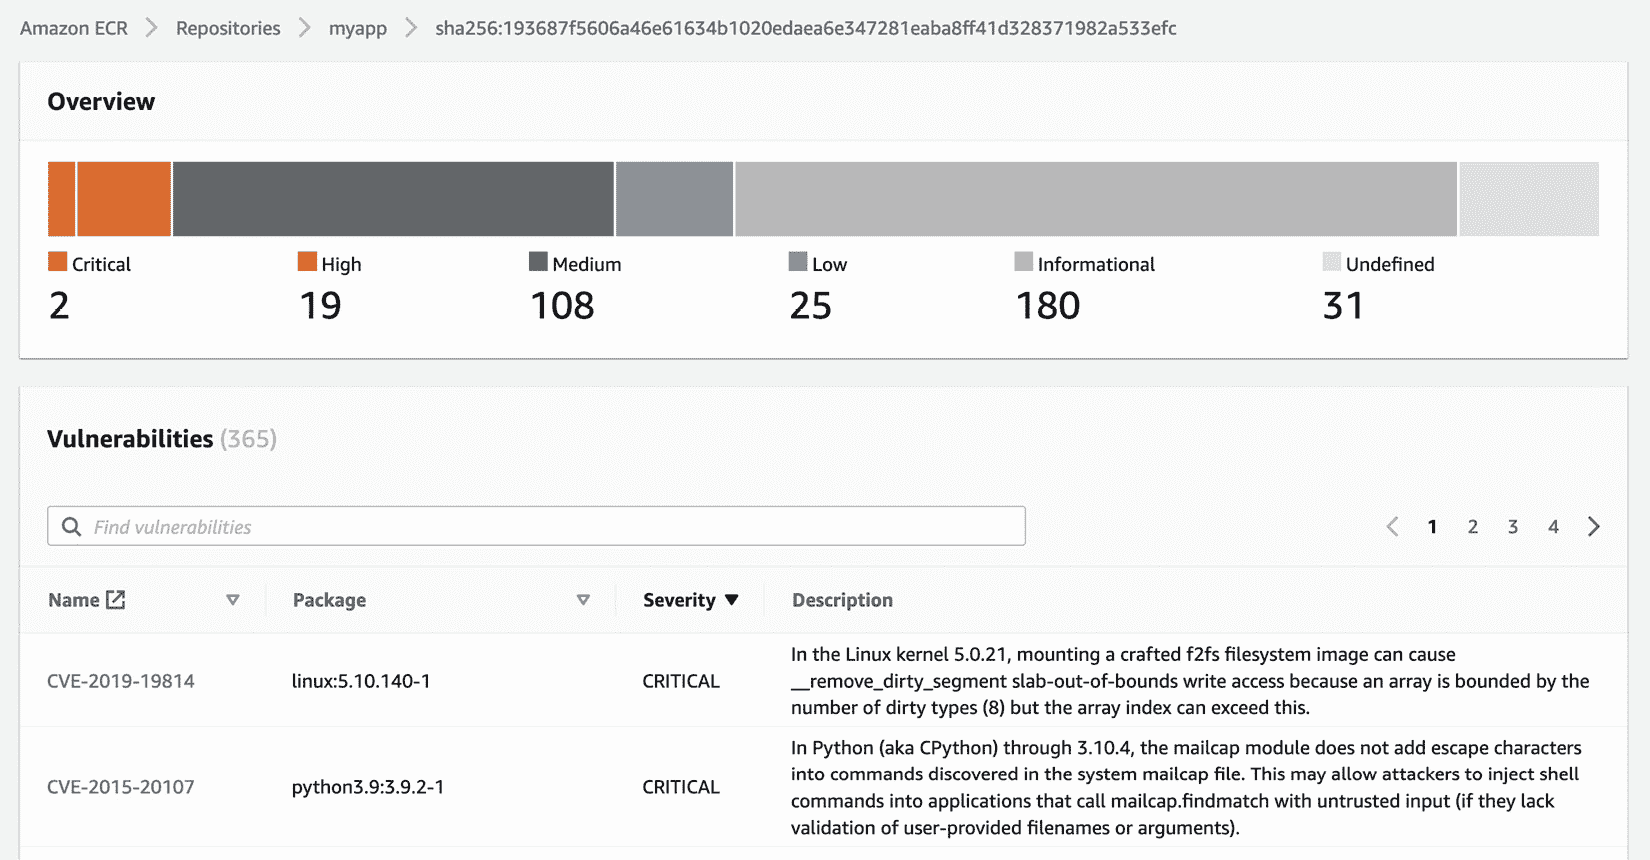 Amazon ECR > Repositories > myapp > sha256:193687f5606a46e61634b1020edaea6e347281eaba8ff41d328371982a533efc
Overview
Critical High Medium Low Informational Undefined
2 19 108 25 180 31
Vulnerabilities (365)
Find vulnerabilities
< 1 2 3 4 >
Name Package Severity Description
CVE-2019-19814 linux:5.10.140-1 CRITICAL
In the Linux kernel 5.0.21, mounting a crafted f2fs filesystem image can cause
__remove_dirty_segment slab-out-of-bounds write access because an array is bounded by the
number of dirty types (8) but the array index can exceed this.
CVE-2015-20107 python3.9:3.9.2-1 CRITICAL
In Python (aka CPython) through 3.10.4, the mailcap module does not add escape characters
into commands discovered in the system mailcap file. This may allow attackers to inject shell
commands into applications that call mailcap.findmatch with untrusted input (if they lack
validation of user-provided filenames or arguments).